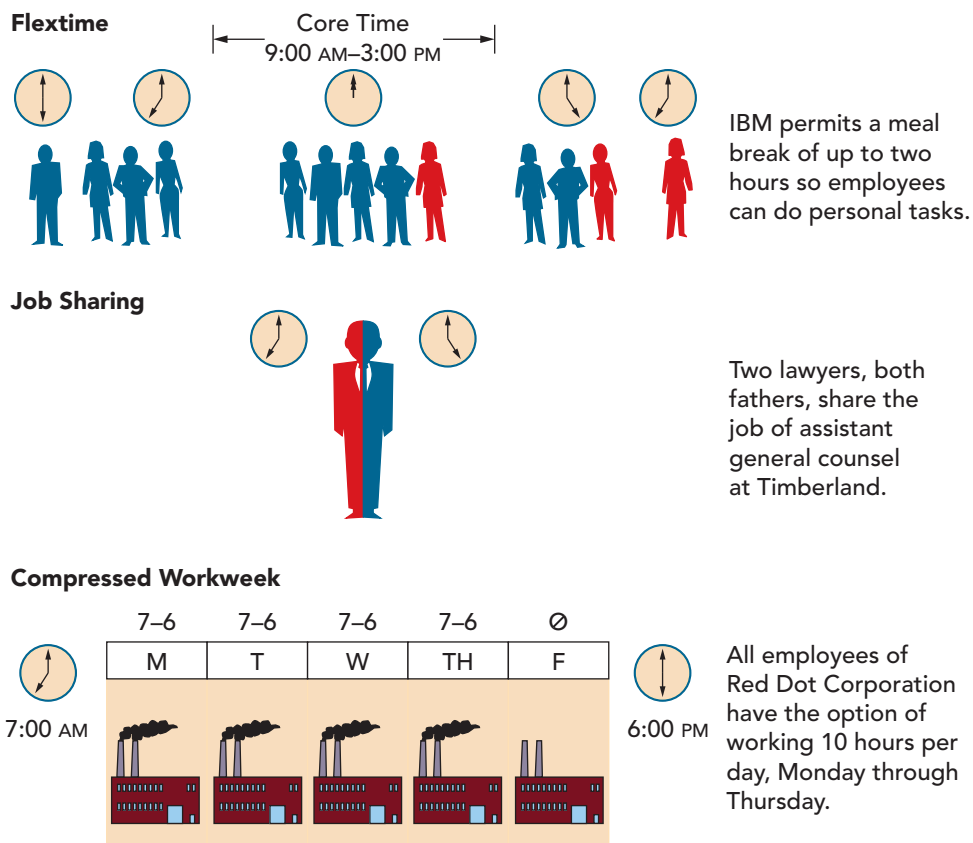 Flextime
Core Time
9:00 AM–3:00 PM
IBM permits a meal
break of up to two
hours so employees
can do personal tasks.
Job Sharing
Two lawyers, both
fathers, share the
job of assistant
general counsel
at Timberland.
Compressed Workweek
7–6 7–6 7–6 7–6 Ø
M T W TH F
7:00 AM
6:00 PM
All employees of
Red Dot Corporation
have the option of
working 10 hours per
day, Monday through
Thursday.